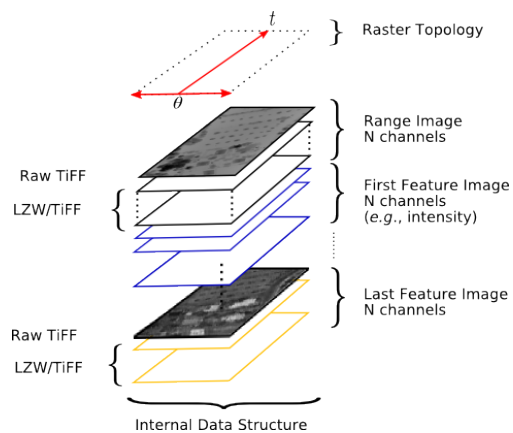 t
Raster Topology
θ
Range Image
N channels
Raw TiFF
LZW/TiFF
First Feature Image
N channels
(e.g., intensity)
Last Feature Image
N channels
Raw TiFF
LZW/TiFF
Internal Data Structure